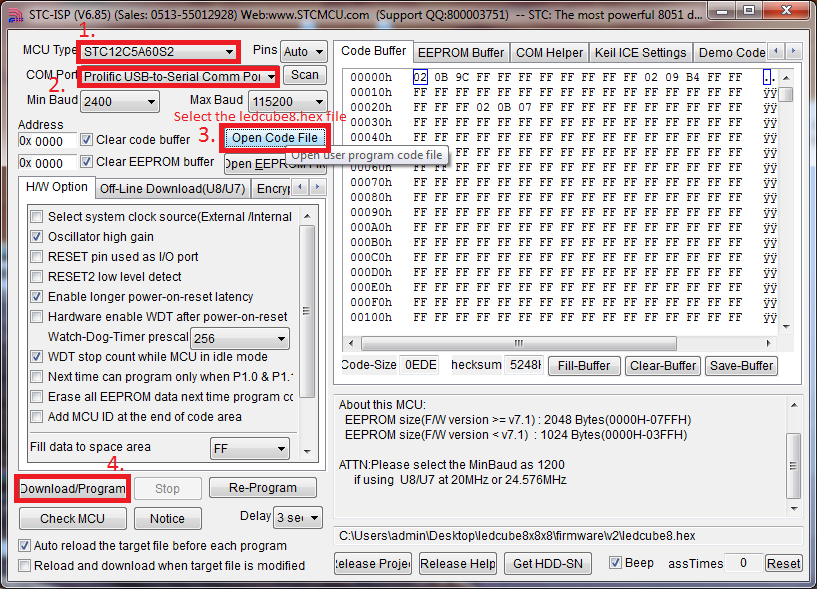 STC-ISP (V6.85) (Sales: 0513-55012928) Web:www.STCMCU.com (Support QQ:800003751) -- STC: The most powerful 8051 d...
1.
MCU Type STC12C5A60S2 Pins Auto
2.
COM Port Prolific USB-to-Serial Comm Por Scan
Min Baud 2400 Max Baud 115200
Select the ledcube8.hex file
Address
0x 0000 Clear code buffer 3. Open Code File
Open user program code file
0x 0000 Clear EEPROM buffer Open EEPROM
H/W Option Off-Line Download(U8/U7) Encryp
Select system clock source(External /Internal
Oscillator high gain
RESET pin used as I/O port
RESET2 low level detect
Enable longer power-on-reset latency
Hardware enable WDT after power-on-reset
Watch-Dog-Timer prescal 256
WDT stop count while MCU in idle mode
Next time can program only when P1.0 & P1.
Erase all EEPROM data next time program co
Add MCU ID at the end of code area
Fill data to space area FF
4.
Download/Program Stop Re-Program
Check MCU Notice Delay 3 sec
Auto reload the target file before each program
Reload and download when target file is modified
Code Buffer EEPROM Buffer COM Helper Keil ICE Settings Demo Code
00000h 02 0B 9C FF FF FF FF FF FF FF FF 02 09 B4 FF FF ..
00010h FF FF FF FF FF FF FF FF FF FF FF FF FF FF FF FF ÿÿ
00020h FF FF FF 02 0B 07 FF FF FF FF FF FF FF FF FF FF ÿÿ
00030h FF FF FF FF FF FF FF FF FF FF FF FF FF FF FF FF ÿÿ
00040h FF FF FF FF FF FF FF FF FF FF FF FF FF FF FF FF ÿÿ
00050h FF FF FF FF FF FF FF FF FF FF ÿÿ
00060h FF FF FF FF FF FF FF FF FF FF FF FF FF FF FF FF ÿÿ
00070h FF FF FF FF FF FF FF FF FF FF FF FF FF FF FF FF ÿÿ
00080h FF FF FF FF FF FF FF FF FF FF FF FF FF FF FF FF ÿÿ
00090h FF FF FF FF FF FF FF FF FF FF FF FF FF FF FF FF ÿÿ
000A0h FF FF FF FF FF FF FF FF FF FF FF FF FF FF FF FF ÿÿ
000B0h FF FF FF FF FF FF FF FF FF FF FF FF FF FF FF FF ÿÿ
000C0h FF FF FF FF FF FF FF FF FF FF FF FF FF FF FF FF ÿÿ
000D0h FF FF FF FF FF FF FF FF FF FF FF FF FF FF FF FF ÿÿ
000E0h FF FF FF FF FF FF FF FF FF FF FF FF FF FF FF FF ÿÿ
000F0h FF FF FF FF FF FF FF FF FF FF FF FF FF FF FF FF ÿÿ
00100h FF FF FF FF FF FF FF FF FF FF FF FF FF FF FF FF ÿÿ
Code-Size 0EDE hecksum 5248H Fill-Buffer Clear-Buffer Save-Buffer
About this MCU:
EEPROM size(F/W version >= v7.1) : 2048 Bytes(0000H-07FFH)
EEPROM size(F/W version < v7.1) : 1024 Bytes(0000H-03FFH)
ATTN:Please select the MinBaud as 1200
if using U8/U7 at 20MHz or 24.576MHz
C:\Users\admin\Desktop\ledcube8x8x8\firmware\v2\ledcube8.hex
Release Proje Release Help Get HDD-SN Beep assTimes 0 Reset